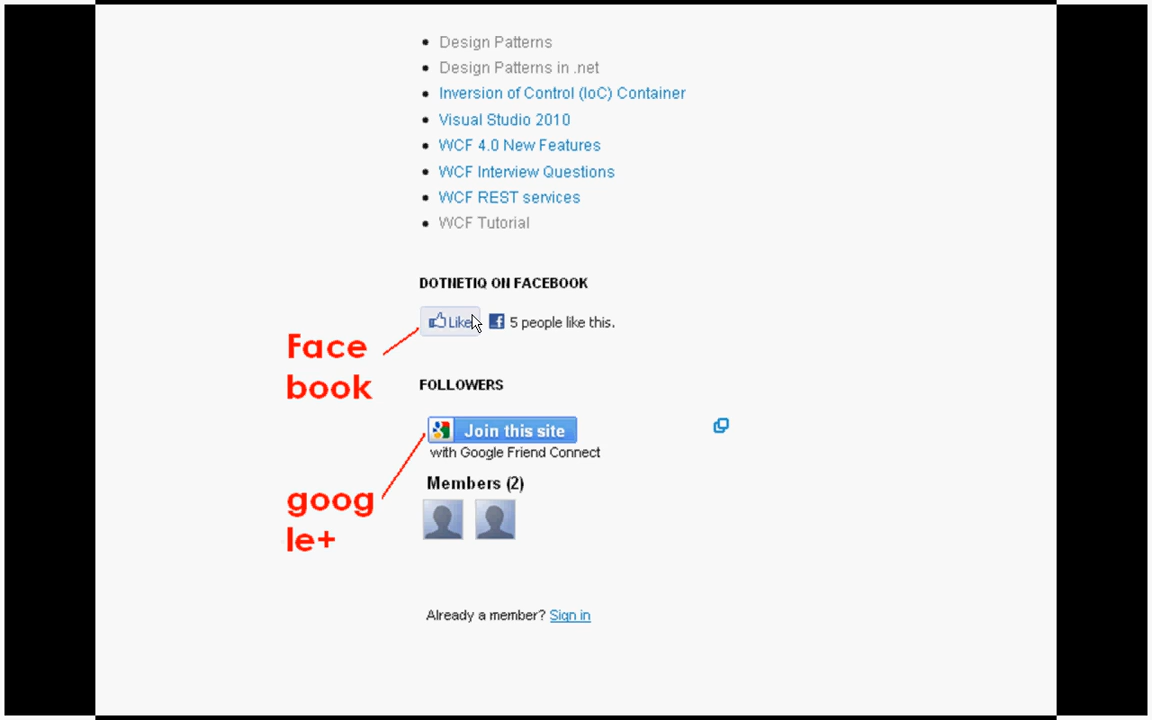 Design Patterns
Design Patterns in .net
Inversion of Control (IoC) Container
Visual Studio 2010
WCF 4.0 New Features
WCF Interview Questions
WCF REST services
WCF Tutorial
DOTNETIQ ON FACEBOOK
Like
5 people like this.
Face
book
FOLLOWERS
Join this site
with Google Friend Connect
Members (2)
goog
le+
Already a member? Sign in